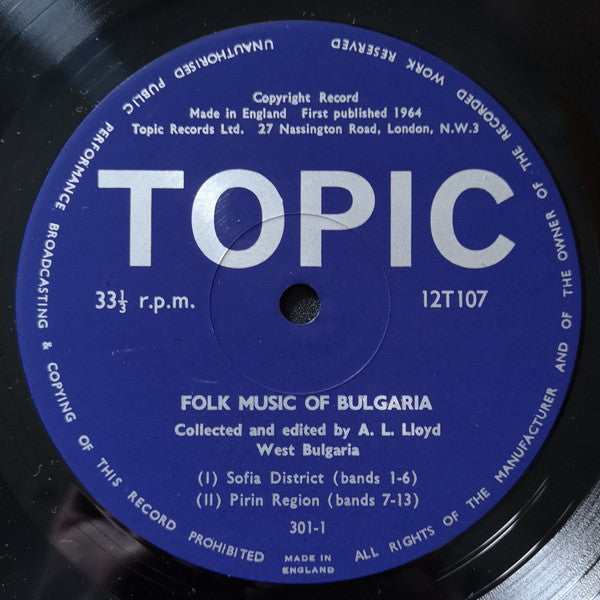 Copyright Record
Made in England First published 1964
Topic Records Ltd. 27 Nassington Road, London, N.W.3
TOPIC
33⅓ r.p.m.
12T107
FOLK MUSIC OF BULGARIA
Collected and edited by A. L. Lloyd
West Bulgaria
(I) Sofia District (bands 1-6)
(II) Pirin Region (bands 7-13)
301-1
MADE IN
ENGLAND
ALL RIGHTS OF THE MANUFACTURER AND OF THE OWNER OF THE RECORDED WORK RESERVED
UNAUTHORISED PUBLIC PERFORMANCE, BROADCASTING & COPYING OF THIS RECORD PROHIBITED